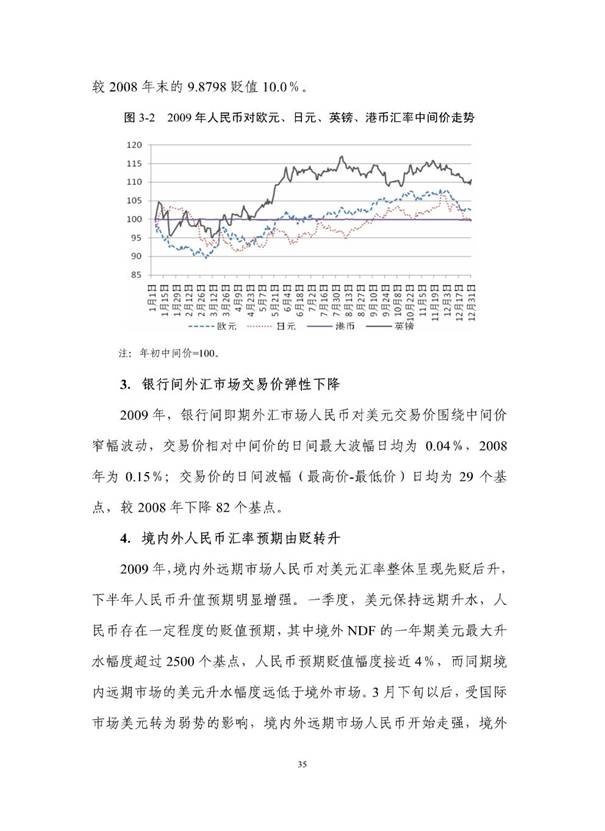 较 2008 年末的 9.8798 贬值 10.0%。
图 3-2 2009 年人民币对欧元、日元、英镑、港币汇率中间价走势
120
115
110
105
100
95
90
85
1月1日
1月15日
1月29日
2月12日
2月26日
3月12日
3月26日
4月9日
4月23日
5月7日
5月21日
6月4日
6月18日
7月2日
7月16日
7月30日
8月13日
8月27日
9月10日
9月24日
10月8日
10月22日
11月5日
11月19日
12月3日
12月17日
12月31日
欧元 日元 港币 英镑
注：年初中间价=100。
3. 银行间外汇市场交易价弹性下降
2009 年，银行间即期外汇市场人民币对美元交易价围绕中间价
窄幅波动，交易价相对中间价的日间最大波幅日均为 0.04%，2008
年为 0.15%；交易价的日间波幅（最高价-最低价）日均为 29 个基
点，较 2008 年下降 82 个基点。
4. 境内外人民币汇率预期由贬转升
2009 年，境内外远期市场人民币对美元汇率整体呈现先贬后升，
下半年人民币升值预期明显增强。一季度，美元保持远期升水，人
民币存在一定程度的贬值预期，其中境外 NDF 的一年期美元最大升
水幅度超过 2500 个基点，人民币预期贬值幅度接近 4%，而同期境
内远期市场的美元升水幅度远低于境外市场。3 月下旬以后，受国际
市场美元转为弱势的影响，境内外远期市场人民币开始走强，境外
35